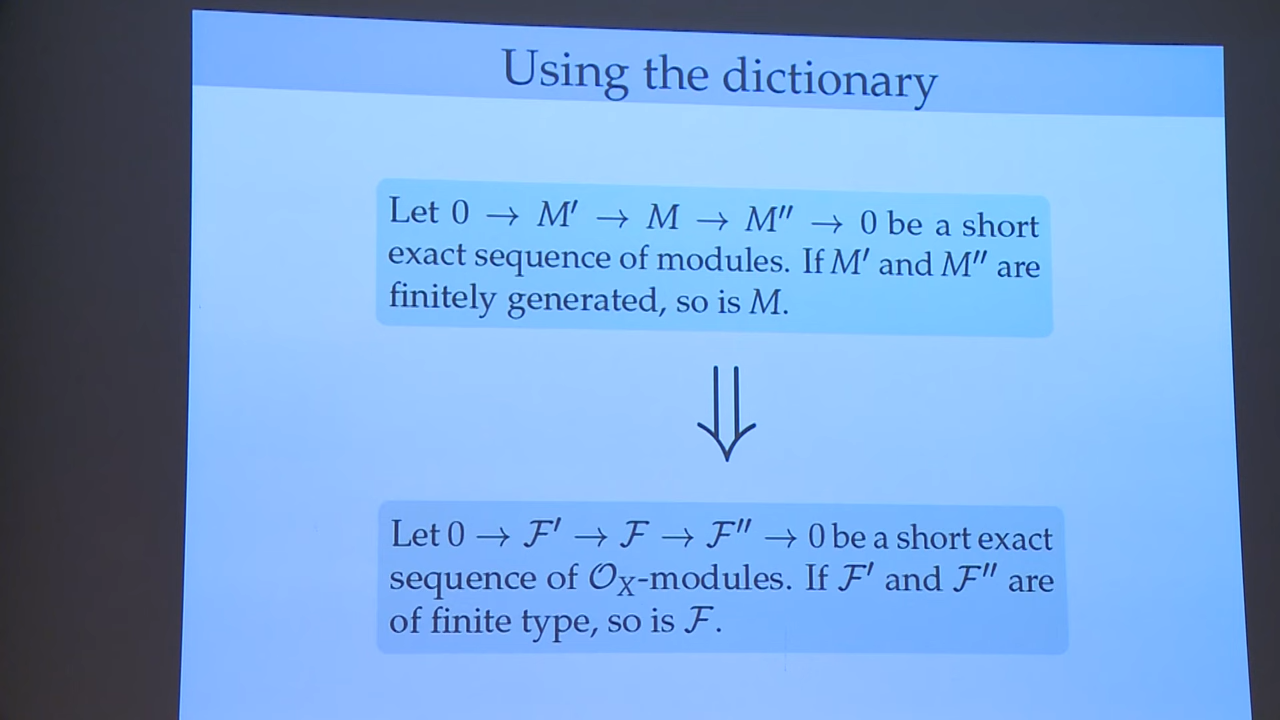 Using the dictionary
Let 0 → M′ → M → M″ → 0 be a short
exact sequence of modules. If M′ and M″ are
finitely generated, so is M.
⇓
Let 0 → ℱ′ → ℱ → ℱ″ → 0 be a short exact
sequence of 𝒪_X-modules. If ℱ′ and ℱ″ are
of finite type, so is ℱ.